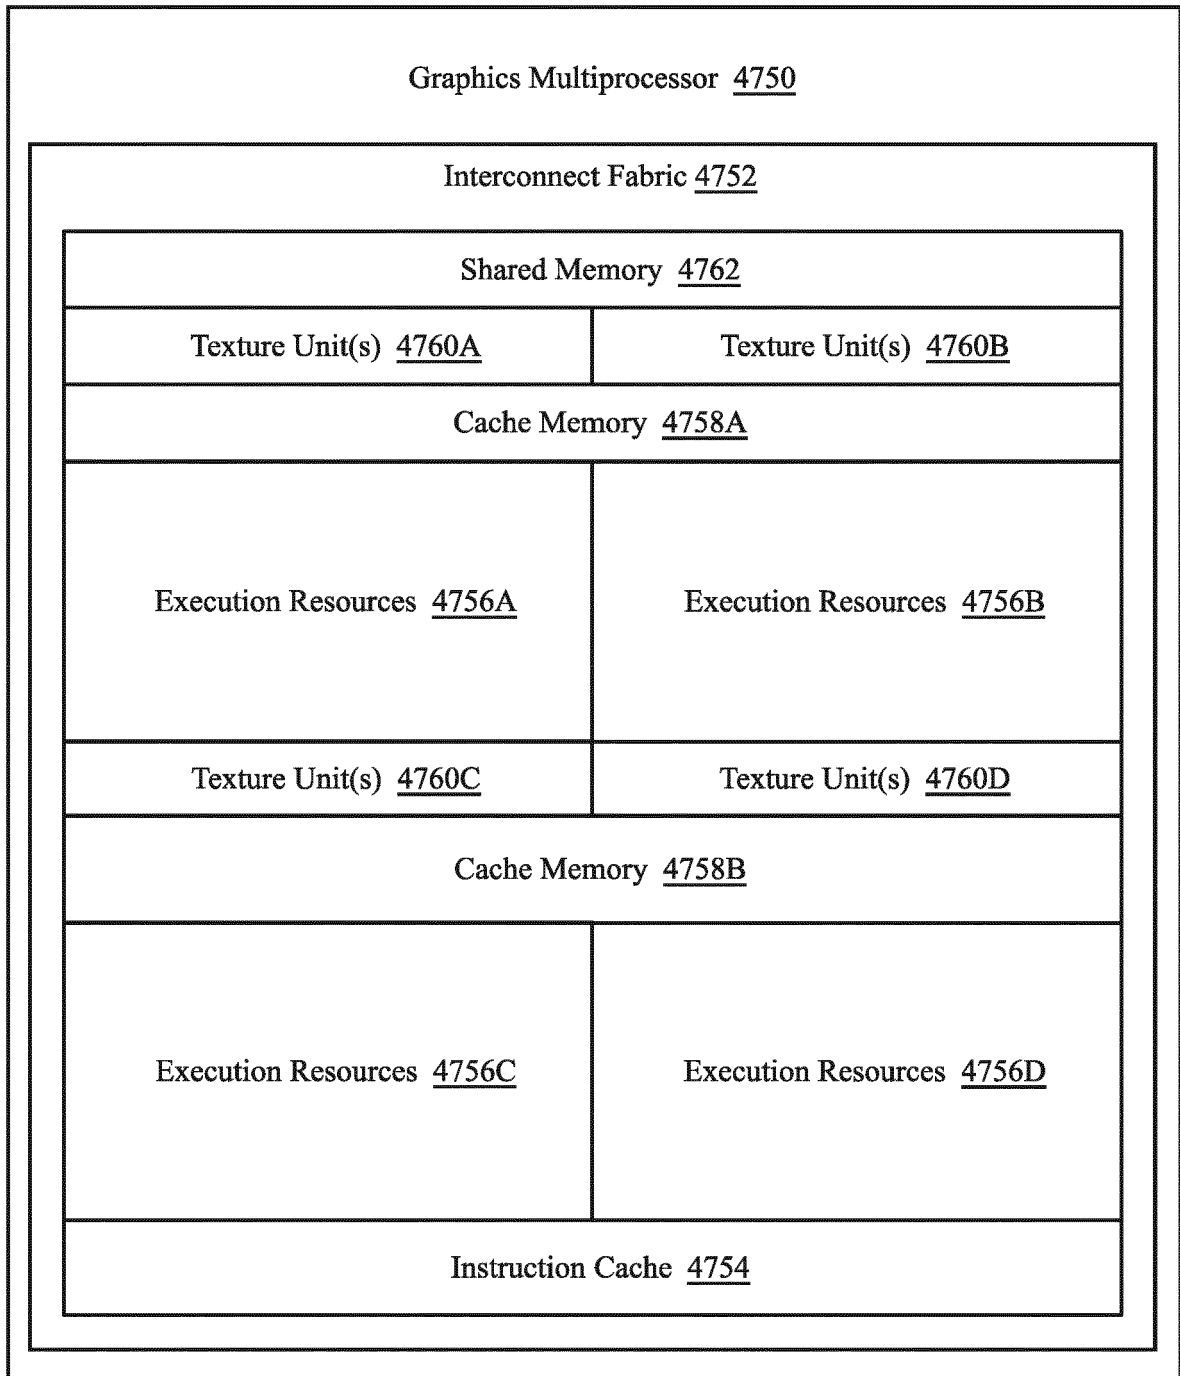 Graphics Multiprocessor 4750
Interconnect Fabric 4752
Shared Memory 4762
Texture Unit(s) 4760A
Texture Unit(s) 4760B
Cache Memory 4758A
Execution Resources 4756A
Execution Resources 4756B
Texture Unit(s) 4760C
Texture Unit(s) 4760D
Cache Memory 4758B
Execution Resources 4756C
Execution Resources 4756D
Instruction Cache 4754